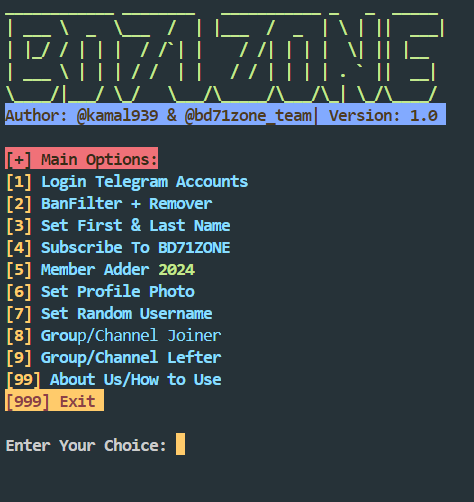 BD71 ZONE
Author: @kamal939 & @bd71zone_team| Version: 1.0
[+] Main Options:
[1] Login Telegram Accounts
[2] BanFilter + Remover
[3] Set First & Last Name
[4] Subscribe To BD71ZONE
[5] Member Adder 2024
[6] Set Profile Photo
[7] Set Random Username
[8] Group/Channel Joiner
[9] Group/Channel Lefter
[99] About Us/How to Use
[999] Exit
Enter Your Choice: